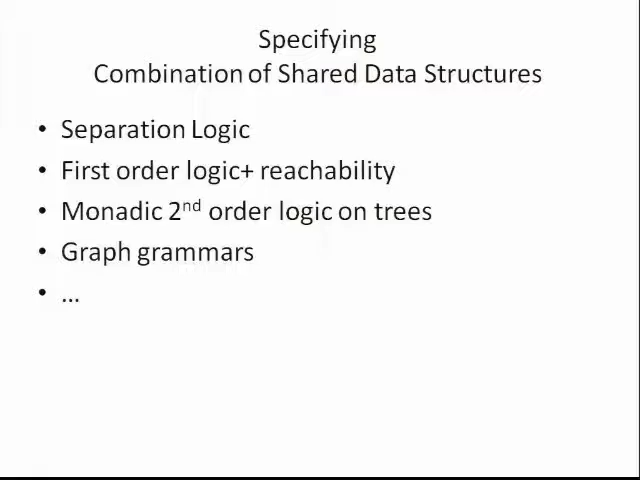 Specifying
Combination of Shared Data Structures
• Separation Logic
• First order logic+ reachability
• Monadic 2nd order logic on trees
• Graph grammars
• ...